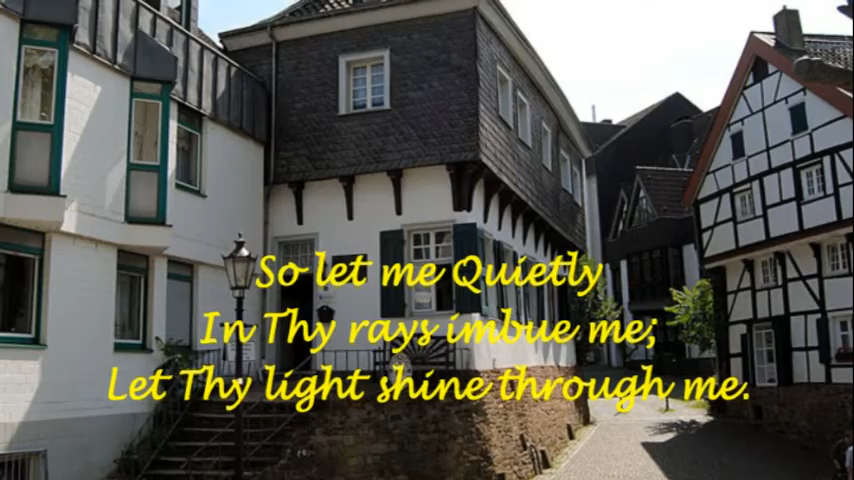 So let me Quietly
In Thy rays imbue me;
Let Thy light shine through me.